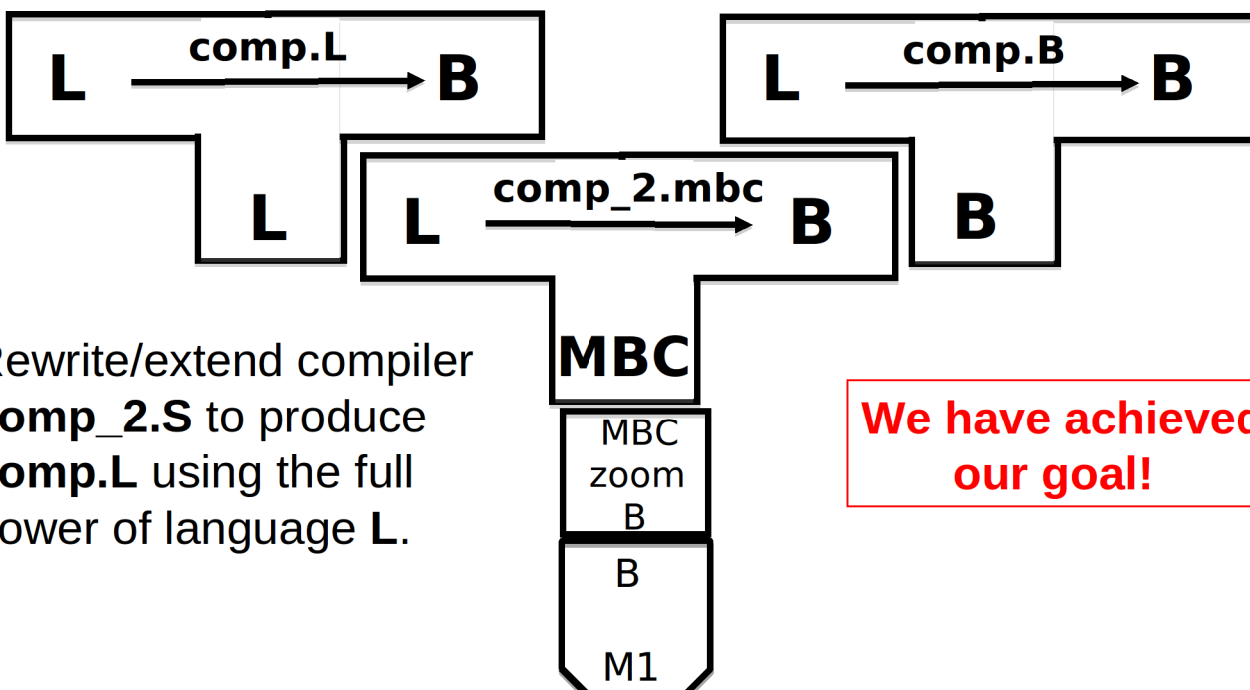 comp.L
L B
L
comp.B
L B
B
comp_2.mbc
L B
MBC
MBC
zoom
B
B
M1
ewrite/extend compiler
omp_2.S to produce
omp.L using the full
ower of language L.
We have achieved
our goal!